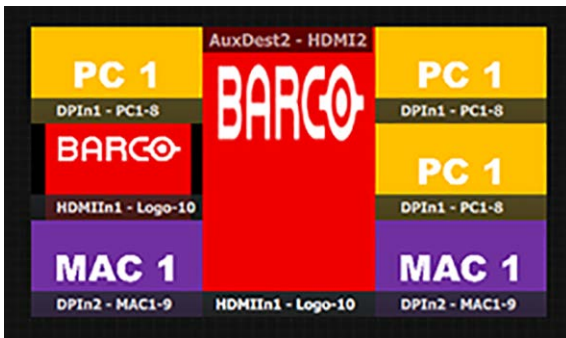 PC 1
DPIn1 - PC1-8
BARCO
HDMIIn1 - Logo-10
MAC 1
DPIn2 - MAC1-9
AuxDest2 - HDMI2
BARCO
HDMIIn1 - Logo-10
PC 1
DPIn1 - PC1-8
PC 1
DPIn1 - PC1-8
MAC 1
DPIn2 - MAC1-9